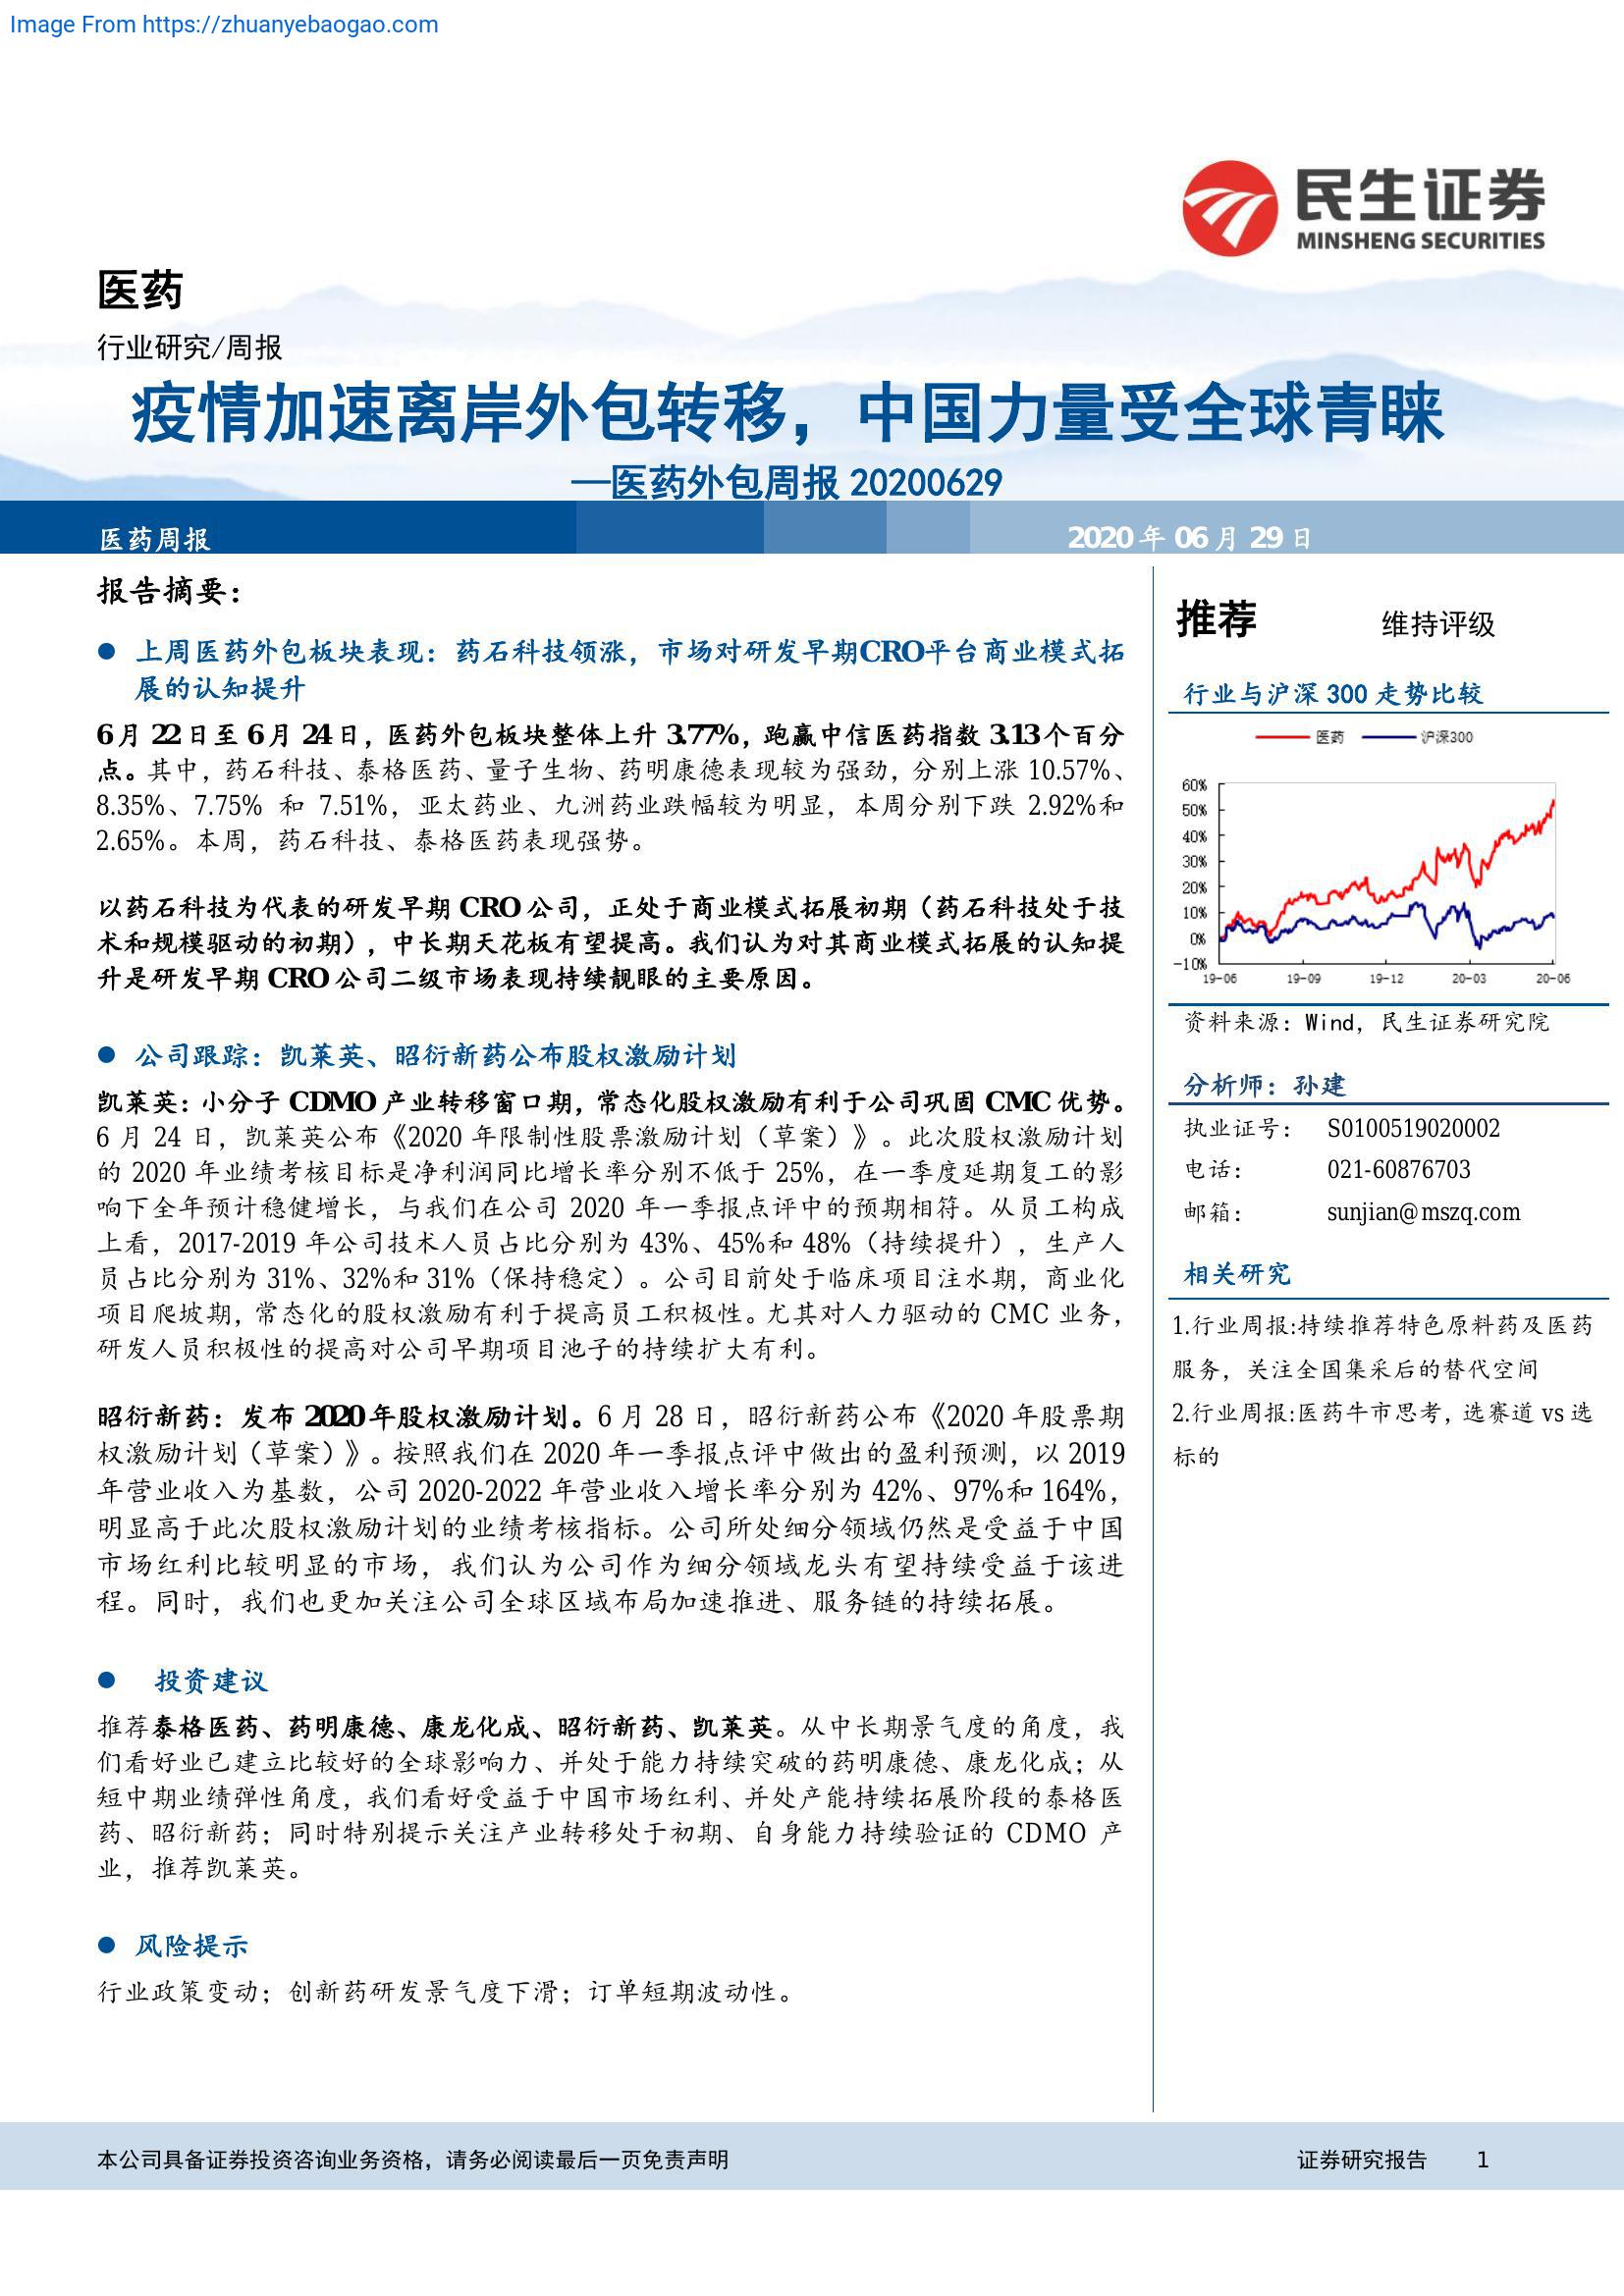 Image From https://zhuanyebaogao.com
民生证券
MINSHENG SECURITIES
医药
行业研究/周报
疫情加速离岸外包转移，中国力量受全球青睐
—医药外包周报 20200629
医药周报
2020 年 06 月 29 日
报告摘要：
● 上周医药外包板块表现：药石科技领涨，市场对研发早期CRO平台商业模式拓
展的认知提升
6 月 22 日至 6 月 24 日，医药外包板块整体上升 3.77%，跑赢中信医药指数 3.13 个百分
点。其中，药石科技、泰格医药、量子生物、药明康德表现较为强劲，分别上涨 10.57%、
8.35%、7.75% 和 7.51%，亚太药业、九洲药业跌幅较为明显，本周分别下跌 2.92%和
2.65%。本周，药石科技、泰格医药表现强势。
以药石科技为代表的研发早期 CRO 公司，正处于商业模式拓展初期（药石科技处于技
术和规模驱动的初期），中长期天花板有望提高。我们认为对其商业模式拓展的认知提
升是研发早期 CRO 公司二级市场表现持续靓眼的主要原因。
● 公司跟踪：凯莱英、昭衍新药公布股权激励计划
凯莱英：小分子 CDMO 产业转移窗口期，常态化股权激励有利于公司巩固 CMC 优势。
6 月 24 日，凯莱英公布《2020 年限制性股票激励计划（草案）》。此次股权激励计划
的 2020 年业绩考核目标是净利润同比增长率分别不低于 25%，在一季度延期复工的影
响下全年预计稳健增长，与我们在公司 2020 年一季报点评中的预期相符。从员工构成
上看，2017-2019 年公司技术人员占比分别为 43%、45%和 48%（持续提升），生产人
员占比分别为 31%、32%和 31%（保持稳定）。公司目前处于临床项目注水期，商业化
项目爬坡期，常态化的股权激励有利于提高员工积极性。尤其对人力驱动的 CMC 业务，
研发人员积极性的提高对公司早期项目池子的持续扩大有利。
昭衍新药：发布 2020 年股权激励计划。6 月 28 日，昭衍新药公布《2020 年股票期
权激励计划（草案）》。按照我们在 2020 年一季报点评中做出的盈利预测，以 2019
年营业收入为基数，公司 2020-2022 年营业收入增长率分别为 42%、97%和 164%，
明显高于此次股权激励计划的业绩考核指标。公司所处细分领域仍然是受益于中国
市场红利比较明显的市场，我们认为公司作为细分领域龙头有望持续受益于该进
程。同时，我们也更加关注公司全球区域布局加速推进、服务链的持续拓展。
● 投资建议
推荐泰格医药、药明康德、康龙化成、昭衍新药、凯莱英。从中长期景气度的角度，我
们看好业已建立比较好的全球影响力、并处于能力持续突破的药明康德、康龙化成；从
短中期业绩弹性角度，我们看好受益于中国市场红利、并处产能持续拓展阶段的泰格医
药、昭衍新药；同时特别提示关注产业转移处于初期、自身能力持续验证的 CDMO 产
业，推荐凯莱英。
● 风险提示
行业政策变动；创新药研发景气度下滑；订单短期波动性。
推荐 维持评级
行业与沪深 300 走势比较
医药 沪深300
60%
50%
40%
30%
20%
10%
0%
-10%
19-06 19-09 19-12 20-03 20-06
资料来源：Wind，民生证券研究院
分析师：孙建
执业证号： S0100519020002
电话： 021-60876703
邮箱： sunjian@mszq.com
相关研究
1.行业周报:持续推荐特色原料药及医药
服务，关注全国集采后的替代空间
2.行业周报:医药牛市思考，选赛道 vs 选
标的
本公司具备证券投资咨询业务资格，请务必阅读最后一页免责声明
证券研究报告 1